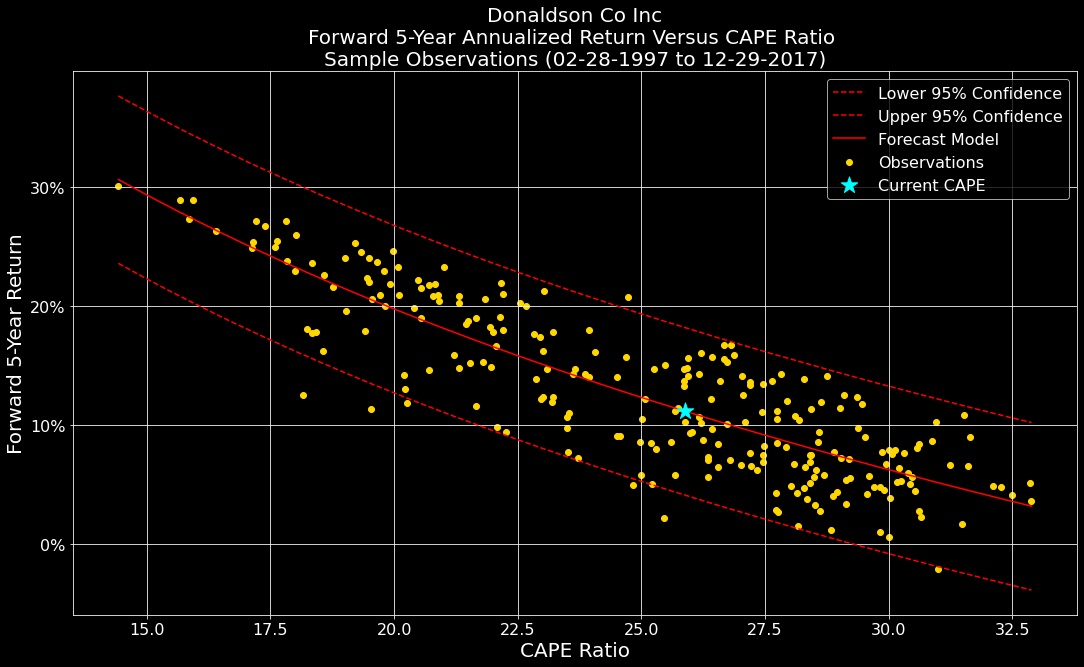 Donaldson Co Inc
Forward 5-Year Annualized Return Versus CAPE Ratio
Sample Observations (02-28-1997 to 12-29-2017)
Lower 95% Confidence
Upper 95% Confidence
Forecast Model
Observations
Current CAPE
Forward 5-Year Return
30%
20%
10%
0%
15.0 17.5 20.0 22.5 25.0 27.5 30.0 32.5
CAPE Ratio